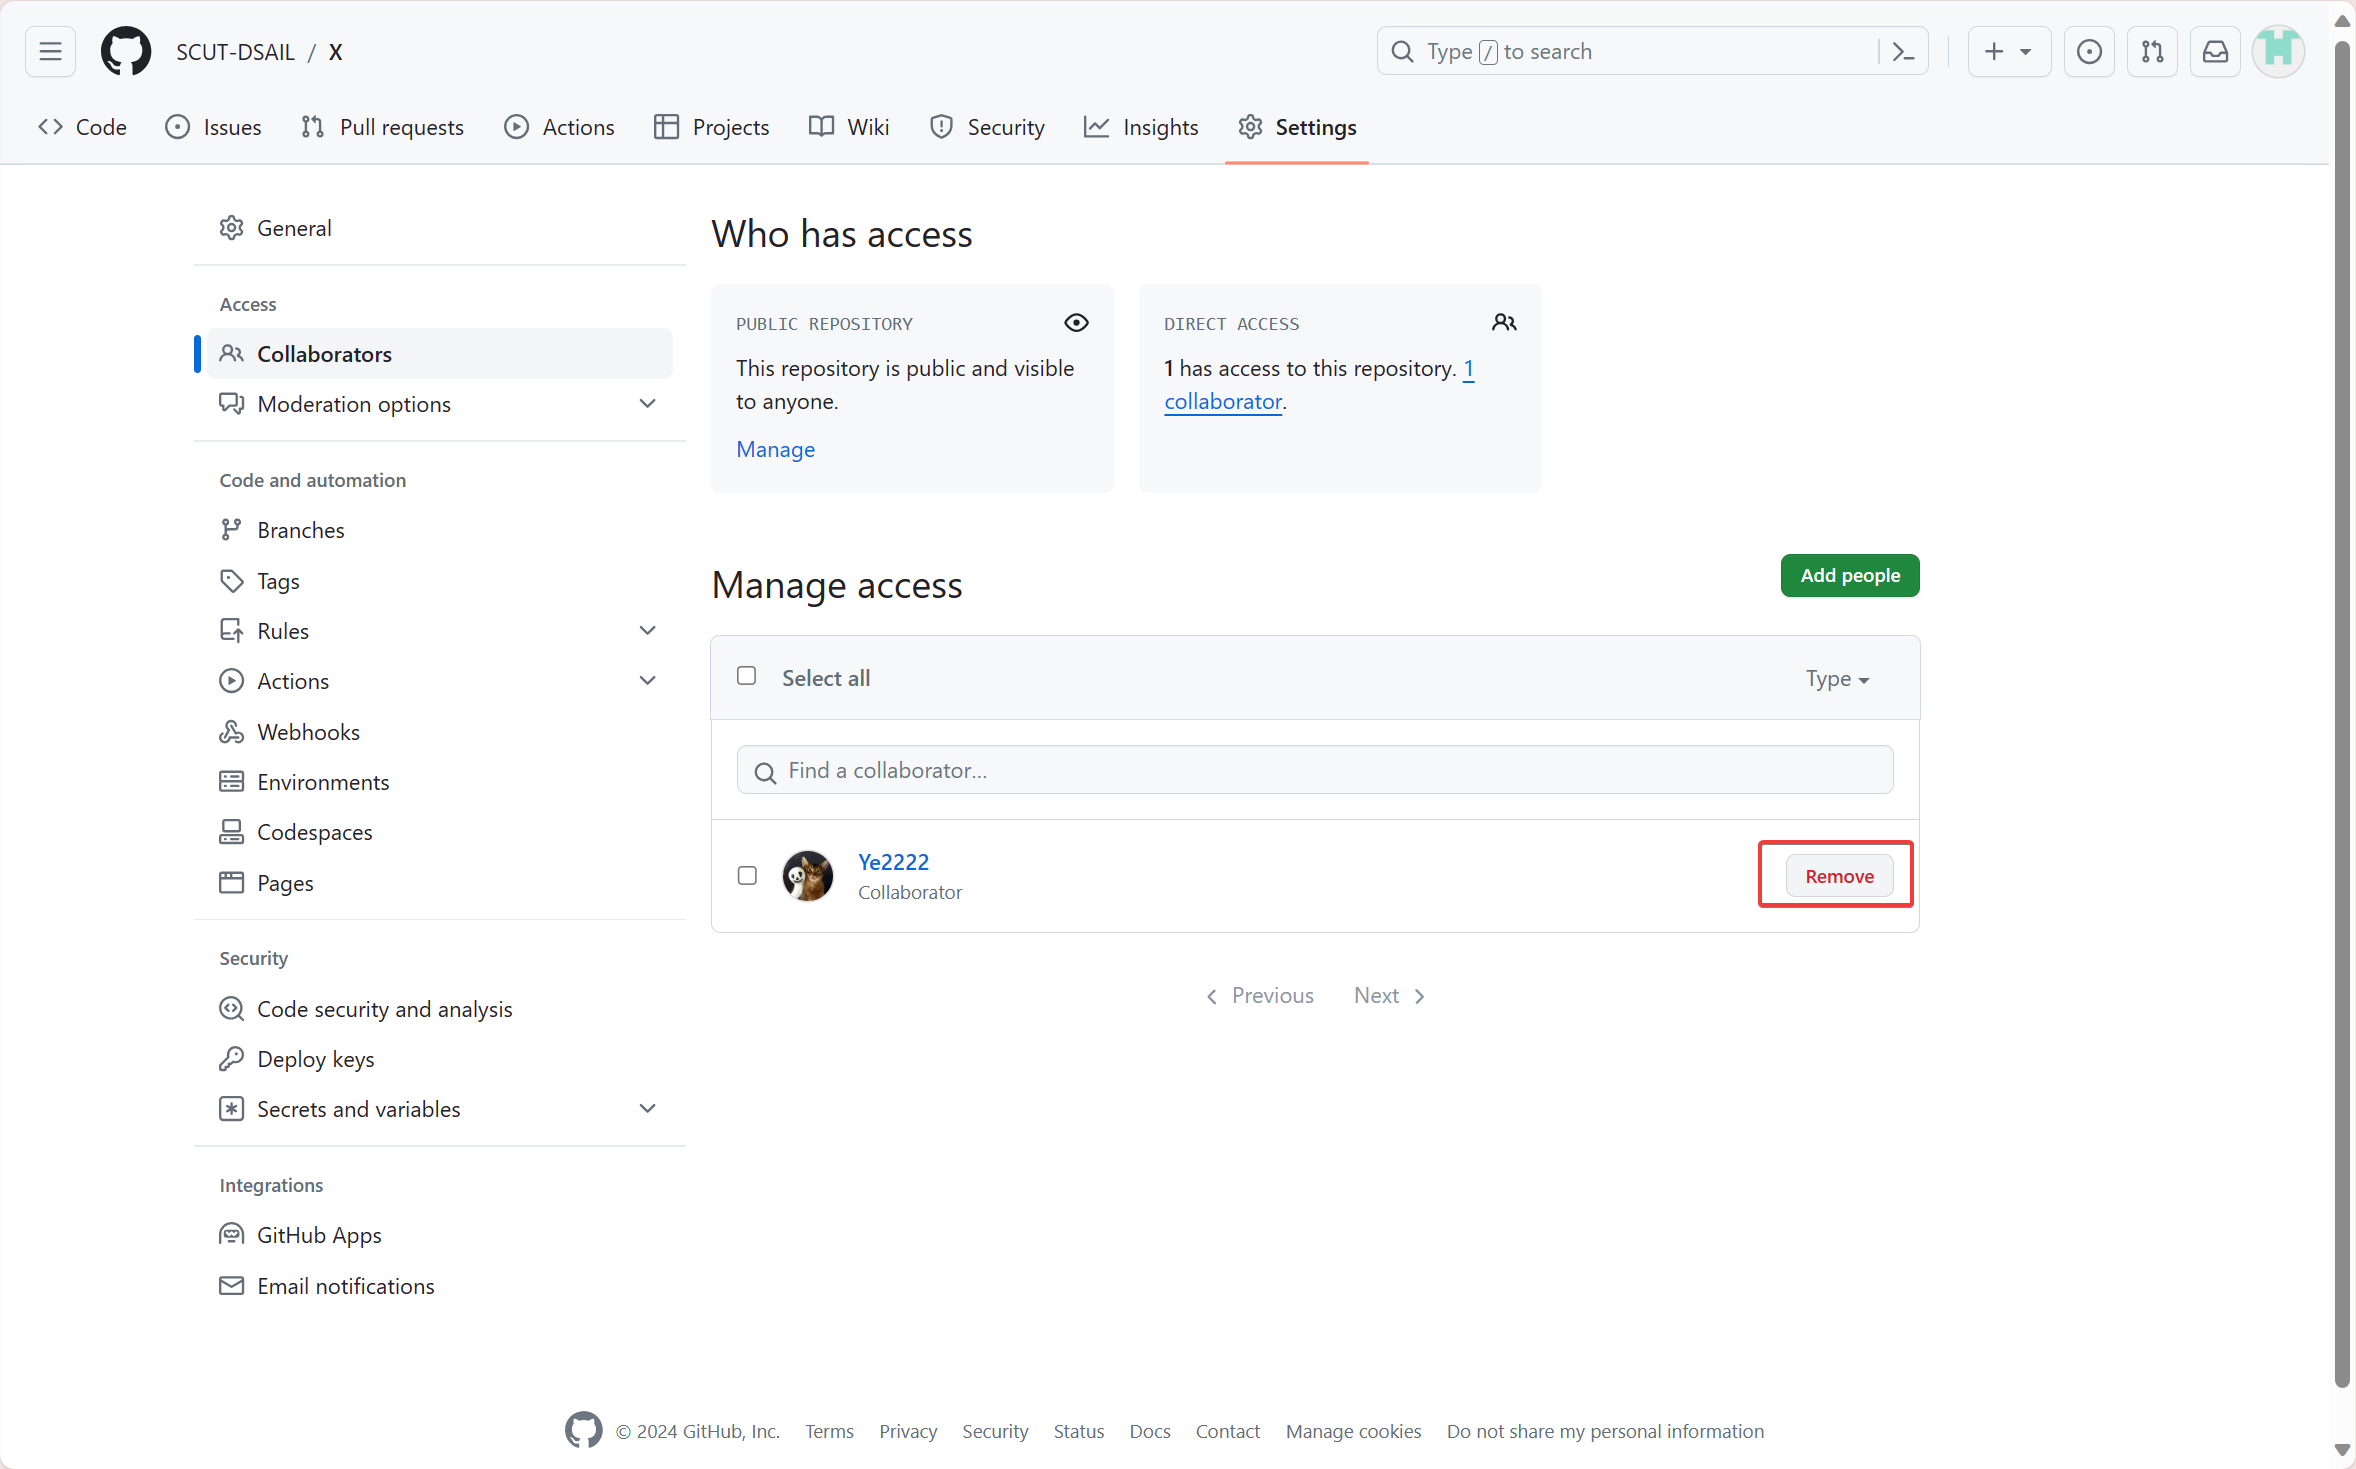 SCUT-DSAIL / X
Type / to search
Code
Issues
Pull requests
Actions
Projects
Wiki
Security
Insights
Settings
General
Access
Collaborators
Moderation options
Code and automation
Branches
Tags
Rules
Actions
Webhooks
Environments
Codespaces
Pages
Security
Code security and analysis
Deploy keys
Secrets and variables
Integrations
GitHub Apps
Email notifications
Who has access
PUBLIC REPOSITORY
This repository is public and visible
to anyone.
Manage
DIRECT ACCESS
1 has access to this repository. 1
collaborator.
Manage access
Add people
Select all
Type
Find a collaborator...
Ye2222
Collaborator
Remove
Previous
Next
© 2024 GitHub, Inc.
Terms
Privacy
Security
Status
Docs
Contact
Manage cookies
Do not share my personal information